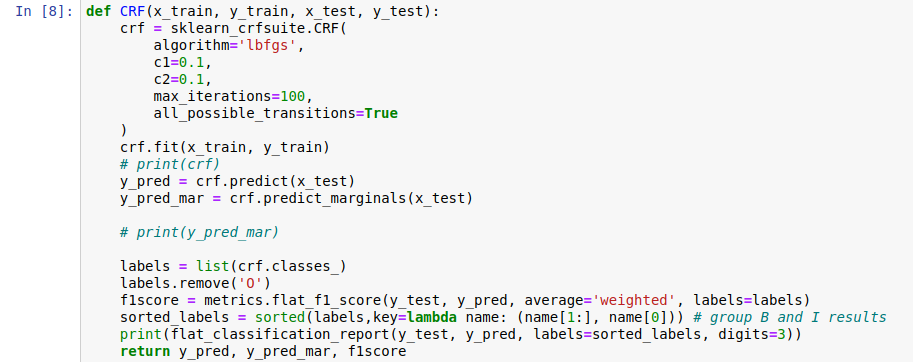 In [8]: def CRF(x_train, y_train, x_test, y_test):
    crf = sklearn_crfsuite.CRF(
        algorithm='lbfgs',
        c1=0.1,
        c2=0.1,
        max_iterations=100,
        all_possible_transitions=True
    )
    crf.fit(x_train, y_train)
    # print(crf)
    y_pred = crf.predict(x_test)
    y_pred_mar = crf.predict_marginals(x_test)

    # print(y_pred_mar)

    labels = list(crf.classes_)
    labels.remove('O')
    f1score = metrics.flat_f1_score(y_test, y_pred, average='weighted', labels=labels)
    sorted_labels = sorted(labels,key=lambda name: (name[1:], name[0])) # group B and I results
    print(flat_classification_report(y_test, y_pred, labels=sorted_labels, digits=3))
    return y_pred, y_pred_mar, f1score